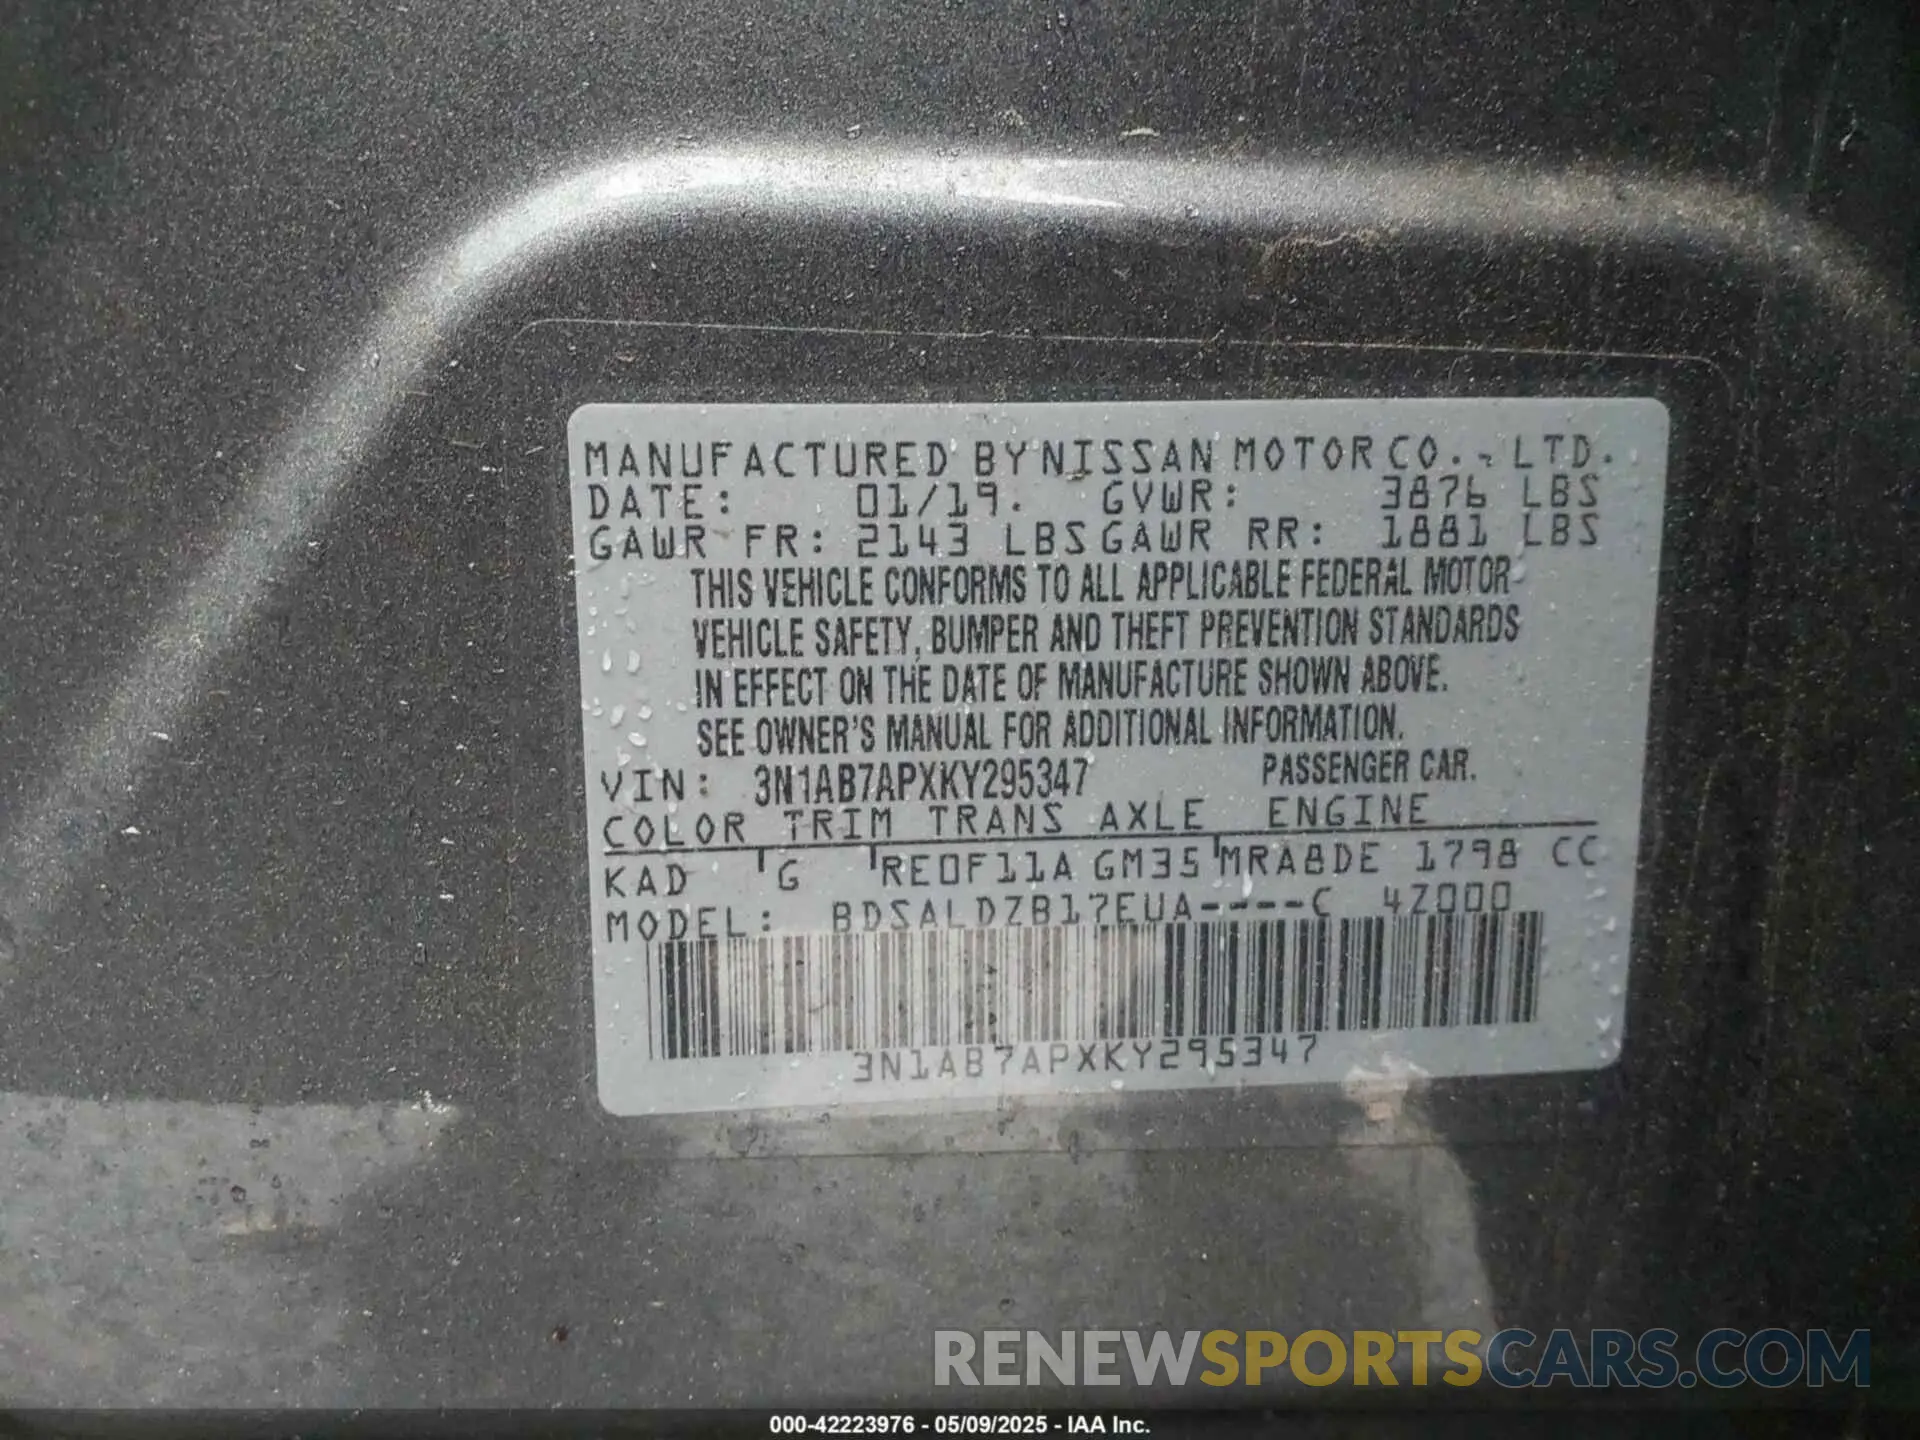 MANUFACTURED BY NISSAN MOTOR CO., LTD.
DATE: 01/19. GVWR: 3876 LBS
GAWR FR: 2143 LBS GAWR RR: 1881 LBS
THIS VEHICLE CONFORMS TO ALL APPLICABLE FEDERAL MOTOR
VEHICLE SAFETY, BUMPER AND THEFT PREVENTION STANDARDS
IN EFFECT ON THE DATE OF MANUFACTURE SHOWN ABOVE.
SEE OWNER'S MANUAL FOR ADDITIONAL INFORMATION.
VIN: 3N1AB7APXKY295347 PASSENGER CAR.
COLOR TRIM TRANS AXLE ENGINE
KAD G RE0F11A GM35 MRA8DE 1798 CC
MODEL: BDSALDZB17EUA----C 4Z000
3N1AB7APXKY295347
RENEWSPORTSCARS.COM
000-42223976 - 05/09/2025 - IAA Inc.